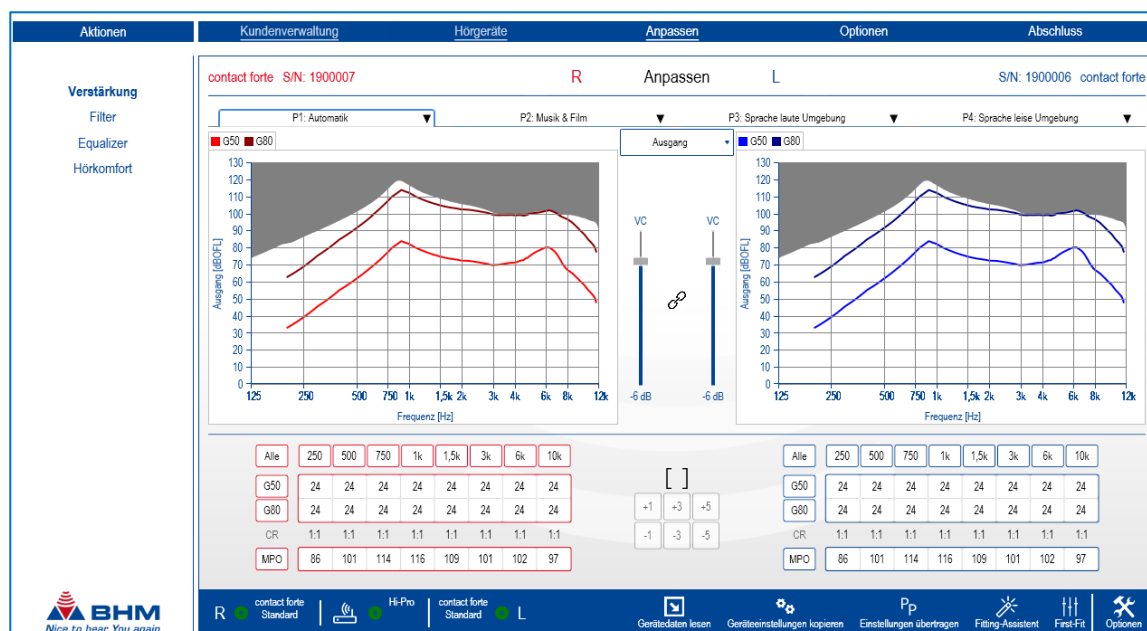 Aktionen Kundenverwaltung Hörgeräte Anpassen Optionen Abschluss
Verstärkung
Filter
Equalizer
Hörkomfort
contact forte S/N: 1900007 R Anpassen L S/N: 1900006 contact forte
P1: Automatik ▼ P2: Musik & Film ▼ P3: Sprache laute Umgebung ▼ P4: Sprache leise Umgebung ▼
G50 G80 Ausgang G50 G80
Ausgang [dBOFL]
130
120
110
100
90
80
70
60
50
40
30
20
10
0
125 250 500 750 1k 1,5k 2k 3k 4k 6k 8k 12k
Frequenz [Hz]
VC VC
-6 dB -6 dB
Ausgang [dBOFL]
130
120
110
100
90
80
70
60
50
40
30
20
10
0
125 250 500 750 1k 1,5k 2k 3k 4k 6k 8k 12k
Frequenz [Hz]
Alle 250 500 750 1k 1,5k 3k 6k 10k
G50 24 24 24 24 24 24 24 24
G80 24 24 24 24 24 24 24 24
CR 1:1 1:1 1:1 1:1 1:1 1:1 1:1 1:1
MPO 86 101 114 116 109 101 102 97
[ ]
+1 +3 +5
-1 -3 -5
Alle 250 500 750 1k 1,5k 3k 6k 10k
G50 24 24 24 24 24 24 24 24
G80 24 24 24 24 24 24 24 24
CR 1:1 1:1 1:1 1:1 1:1 1:1 1:1 1:1
MPO 86 101 114 116 109 101 102 97
BHM
Nice to hear You again
R contact forte Standard Hi-Pro contact forte Standard L
Gerätedaten lesen Geräteeinstellungen kopieren PP Einstellungen übertragen Fitting-Assistent First-Fit Optionen